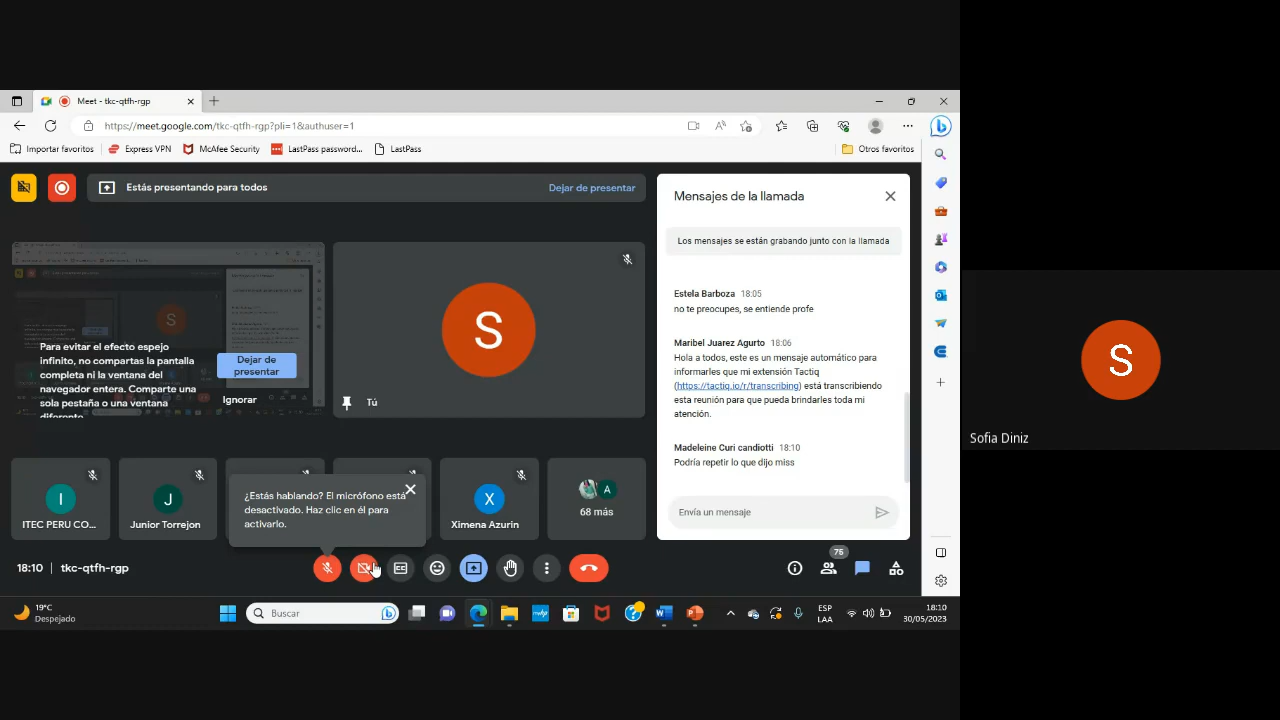 Meet - tkc-qtfh-rgp
https://meet.google.com/tkc-qtfh-rgp?pli=1&authuser=1
Importar favoritos
Express VPN
McAfee Security
LastPass password...
LastPass
Otros favoritos
Estás presentando para todos
Dejar de presentar
Para evitar el efecto espejo
infinito, no compartas la pantalla
completa ni la ventana del
navegador entera. Comparte una
sola pestaña o una ventana
diferente
Dejar de
presentar
Ignorar
S
Tú
I
ITEC PERU CO...
J
Junior Torrejon
¿Estás hablando? El micrófono está
desactivado. Haz clic en él para
activarlo.
X
Ximena Azurin
A
68 más
Mensajes de la llamada
Los mensajes se están grabando junto con la llamada
Estela Barboza 18:05
no te preocupes, se entiende profe
Maribel Juarez Agurto 18:06
Hola a todos, este es un mensaje automático para
informarles que mi extensión Tactiq
(https://tactiq.io/r/transcribing) está transcribiendo
esta reunión para que pueda brindarles toda mi
atención.
Madeleine Curi candiotti 18:10
Podría repetir lo que dijo miss
Envía un mensaje
18:10 | tkc-qtfh-rgp
75
19°C
Despejado
Buscar
ESP
LAA
18:10
30/05/2023
S
Sofia Diniz